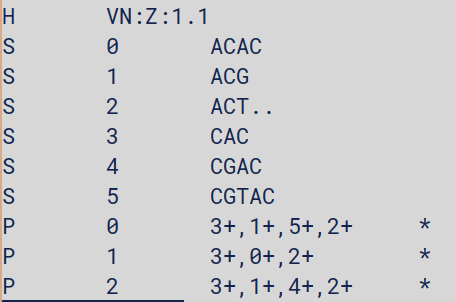 H VN:Z:1.1
S 0 ACAC
S 1 ACG
S 2 ACT..
S 3 CAC
S 4 CGAC
S 5 CGTAC
P 0 3+,1+,5+,2+ *
P 1 3+,0+,2+ *
P 2 3+,1+,4+,2+ *